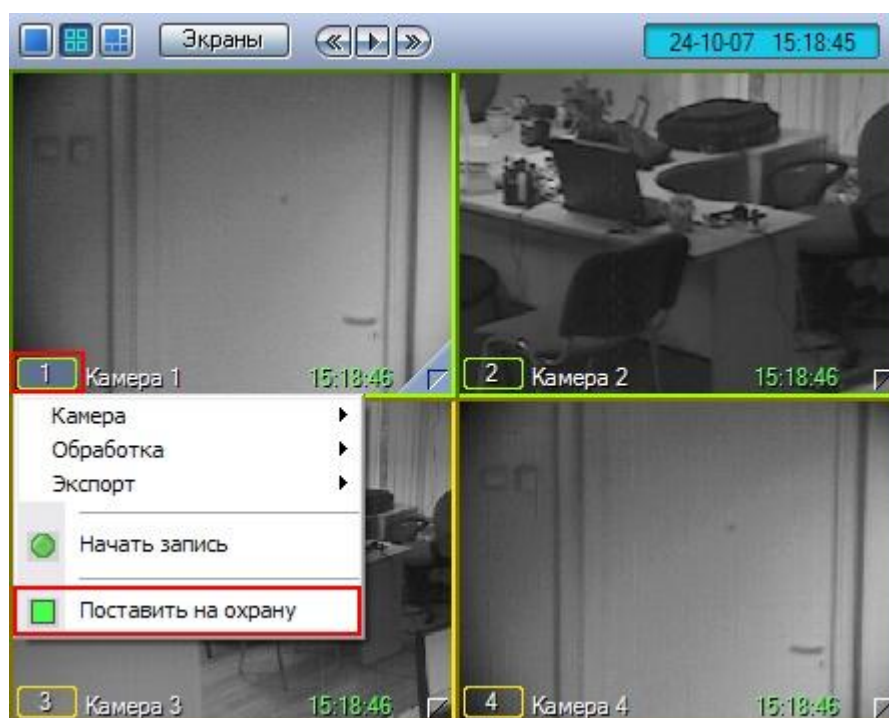 Экраны
24-10-07 15:18:45
1 Камера 1 15:18:46
2 Камера 2 15:18:46
Камера
Обработка
Экспорт
Начать запись
Поставить на охрану
3 Камера 3 15:18:46
4 Камера 4 15:18:46